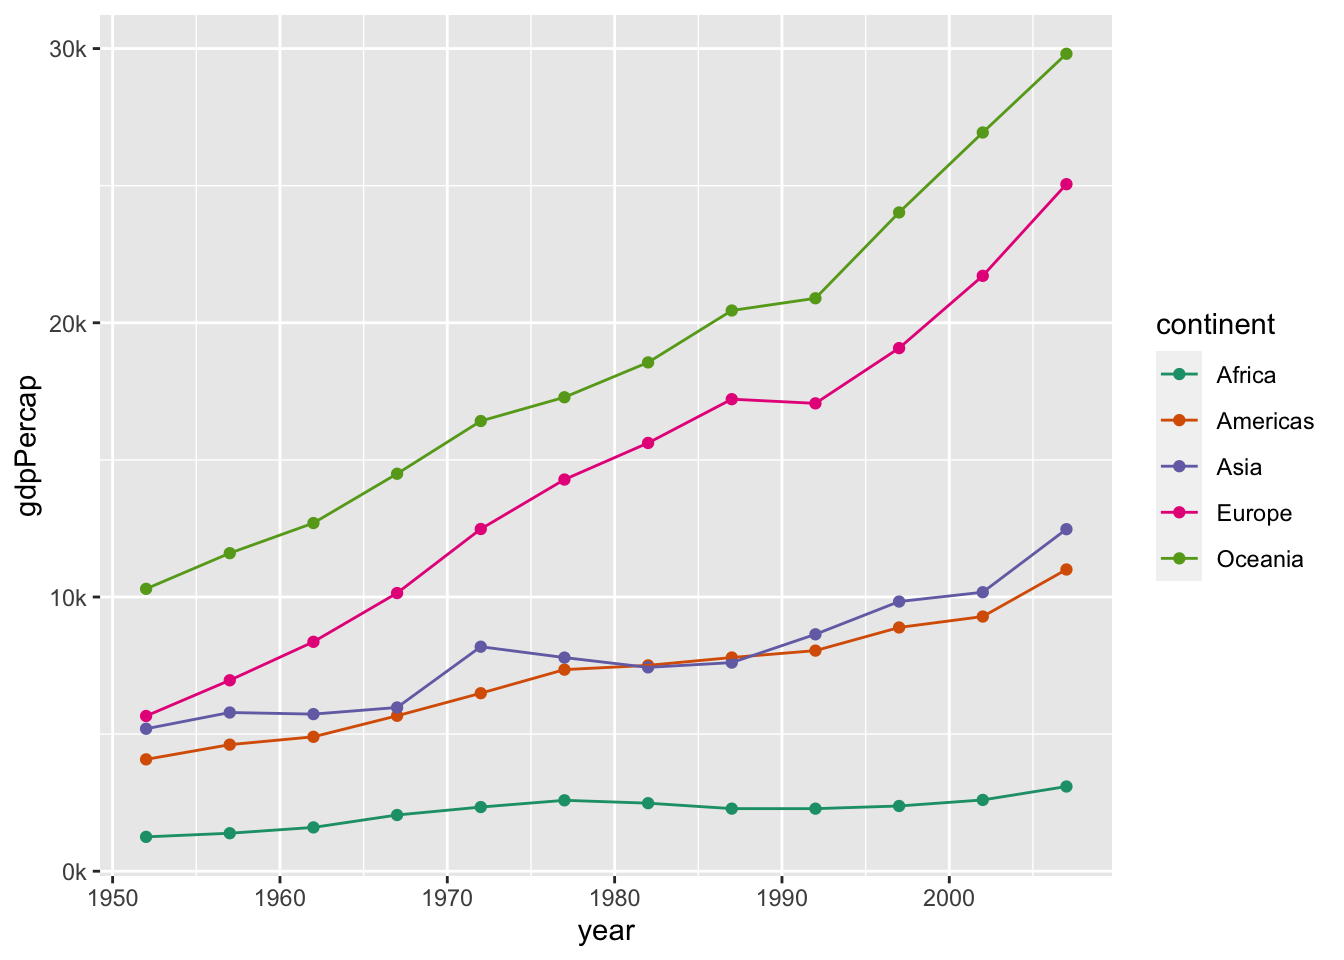 30k
20k
10k
0k
1950 1960 1970 1980 1990 2000
year
gdpPercap
continent
Africa
Americas
Asia
Europe
Oceania